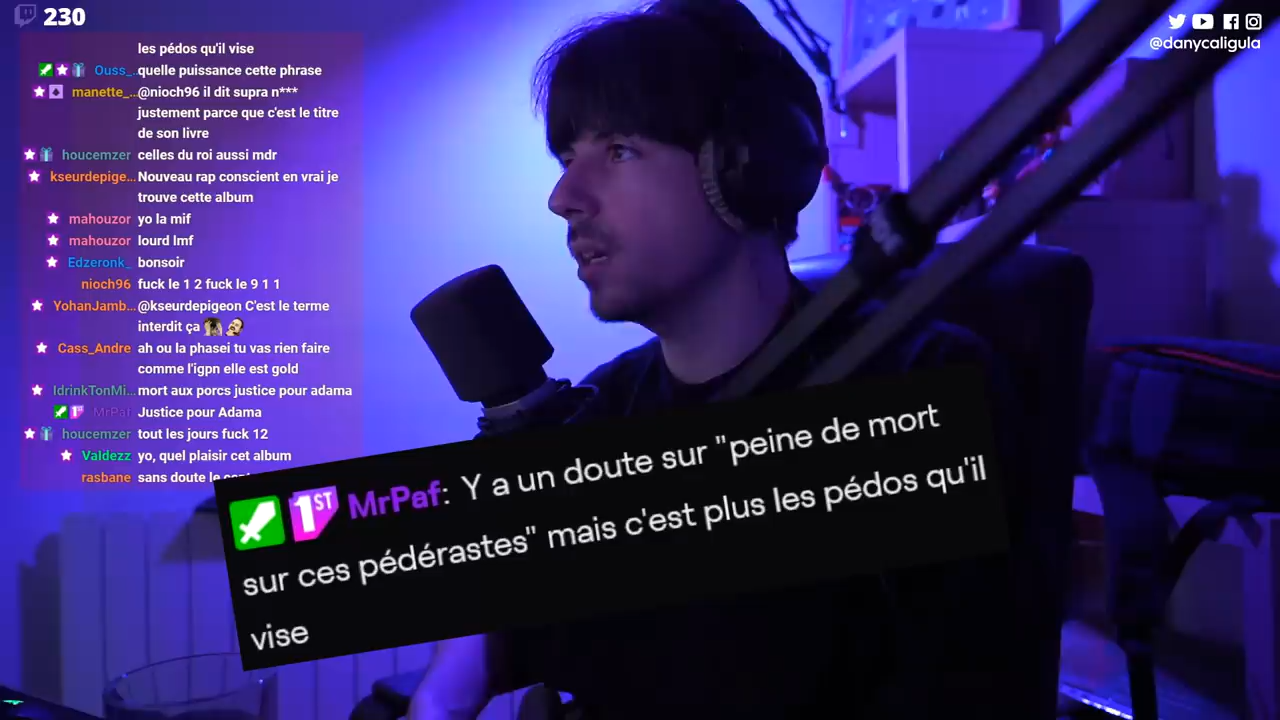 230
@danycaligula
les pédos qu'il vise
Ouss_... quelle puissance cette phrase
manette_... @nioch96 il dit supra n***
justement parce que c'est le titre
de son livre
houcemzer celles du roi aussi mdr
kseurdepige... Nouveau rap conscient en vrai je
trouve cette album
mahouzor yo la mif
mahouzor lourd lmf
Edzeronk_ bonsoir
nioch96 fuck le 1 2 fuck le 9 1 1
YohanJamb... @kseurdepigeon C'est le terme
interdit ça
Cass_Andre ah ou la phasei tu vas rien faire
comme l'igpn elle est gold
IdrinkTonMi... mort aux porcs justice pour adama
MrPaf Justice pour Adama
houcemzer tout les jours fuck 12
Valdezz yo, quel plaisir cet album
rasbane sans doute le
1ST MrPaf: Y a un doute sur "peine de mort
sur ces pédérastes" mais c'est plus les pédos qu'il
vise